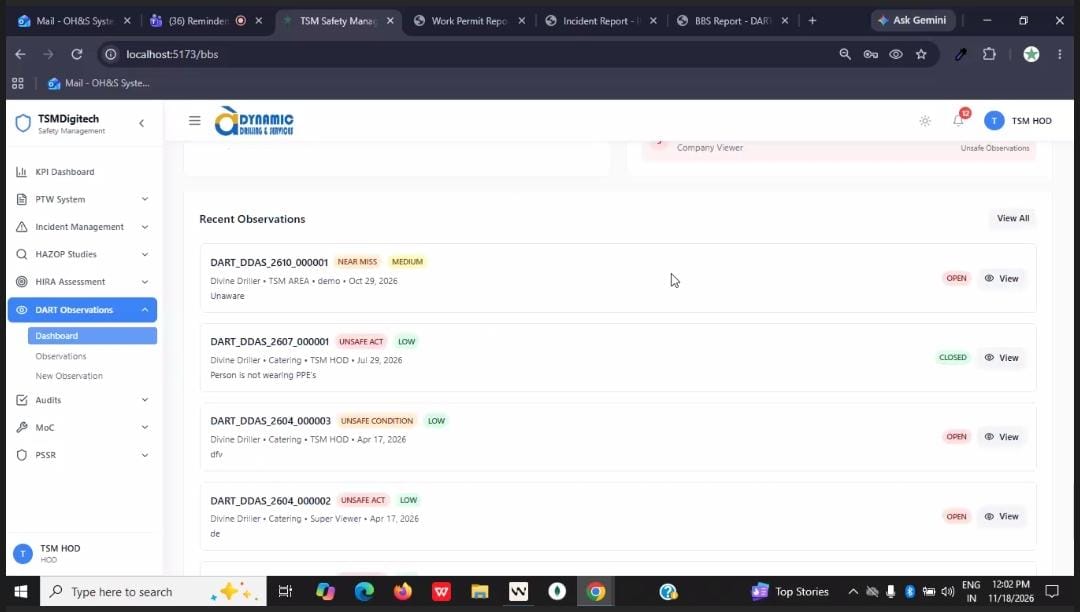 Mail - OH&S Syste
(36) Reminder
TSM Safety Mana
Work Permit Repo
Incident Report - I
BBS Report - DAR
Ask Gemini
localhost:5173/bbs
Mail - OH&S Syste...
TSMDigitech
Safety Management
DYNAMIC
DRILLING & SERVICES
12
T
TSM HOD
KPI Dashboard
PTW System
Incident Management
HAZOP Studies
HIRA Assessment
DART Observations
Dashboard
Observations
New Observation
Audits
MoC
PSSR
T
TSM HOD
HOD
Company Viewer
Unsafe Observations
Recent Observations
View All
DART_DDAS_2610_000001 NEAR MISS MEDIUM
Divine Driller • TSM AREA • demo • Oct 29, 2026
Unaware
OPEN
View
DART_DDAS_2607_000001 UNSAFE ACT LOW
Divine Driller • Catering • TSM HOD • Jul 29, 2026
Person is not wearing PPE's
CLOSED
View
DART_DDAS_2604_000003 UNSAFE CONDITION LOW
Divine Driller • Catering • TSM HOD • Apr 17, 2026
dfv
OPEN
View
DART_DDAS_2604_000002 UNSAFE ACT LOW
Divine Driller • Catering • Super Viewer • Apr 17, 2026
de
OPEN
View
Type here to search
Top Stories
ENG
IN
12:02 PM
11/18/2026